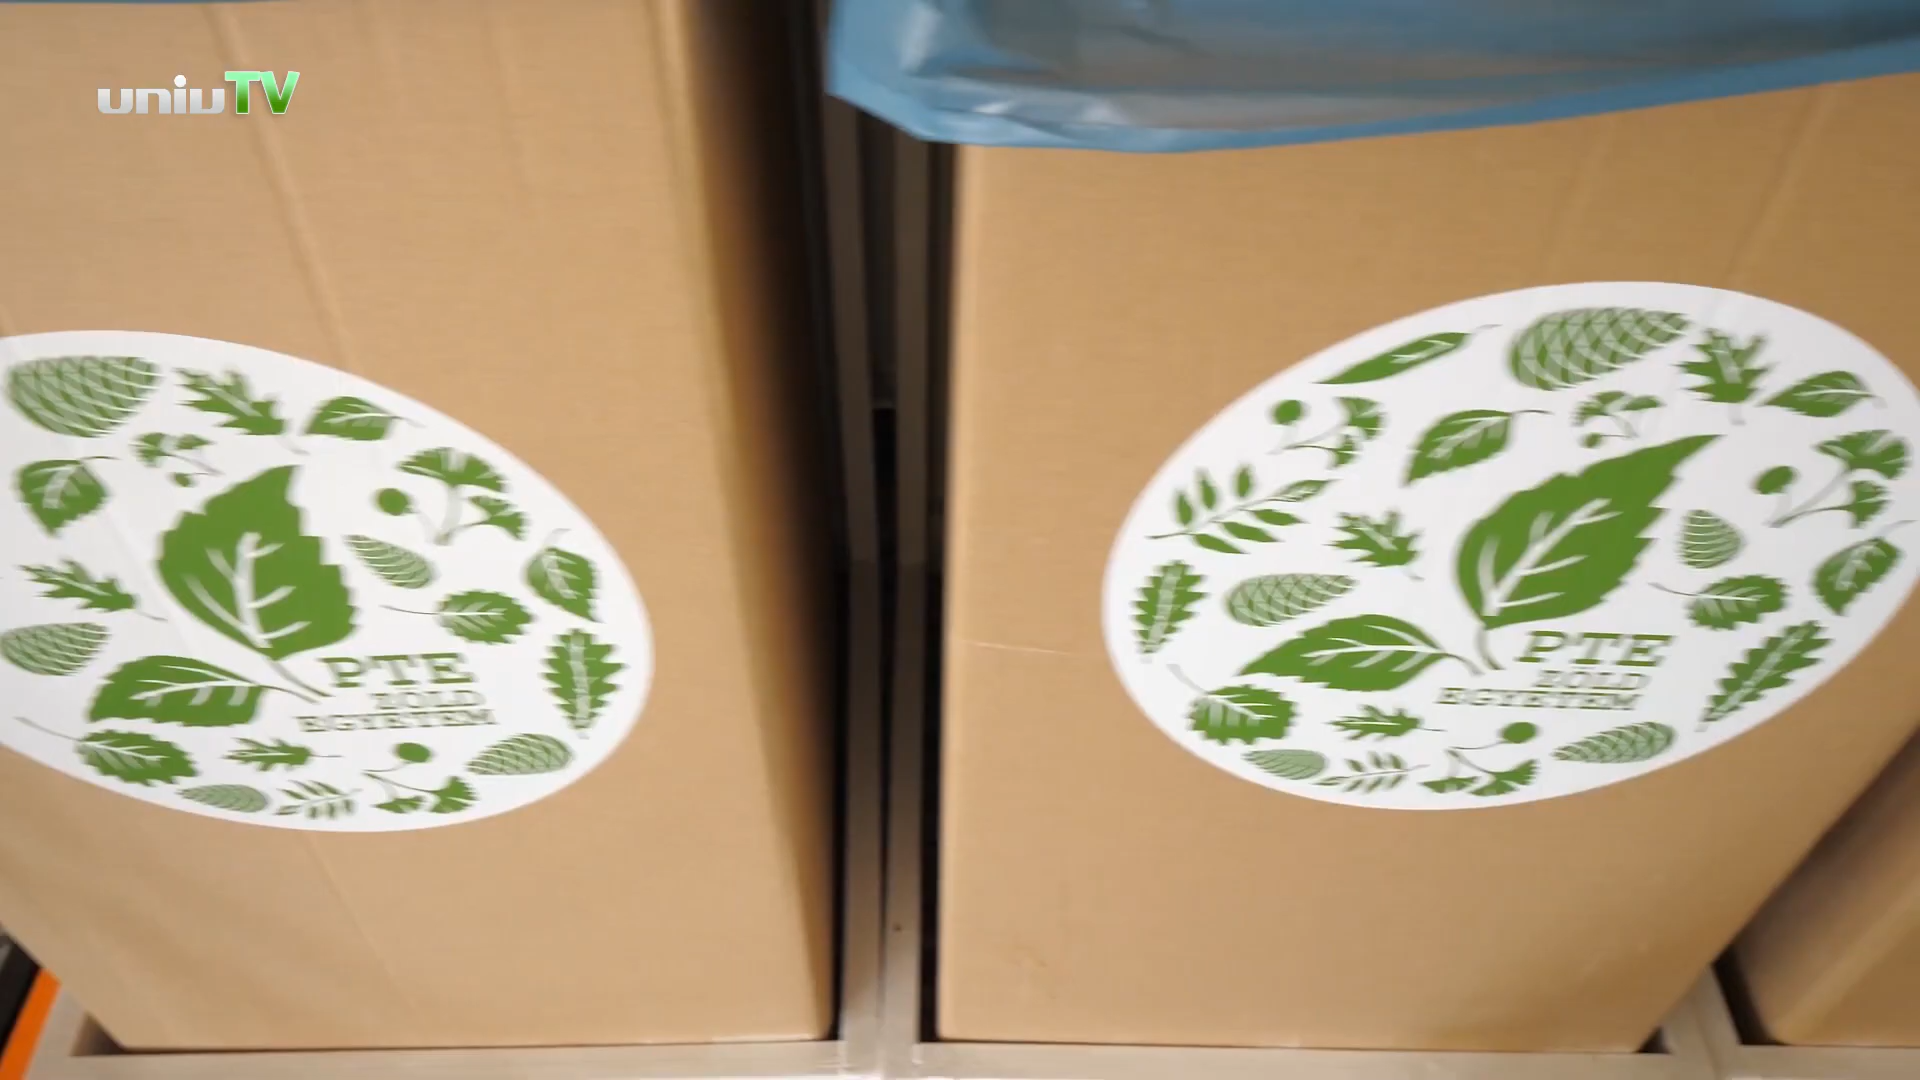 univTV
PTE
ZÖLD
EGYETEM
PTE
ZÖLD
EGYETEM